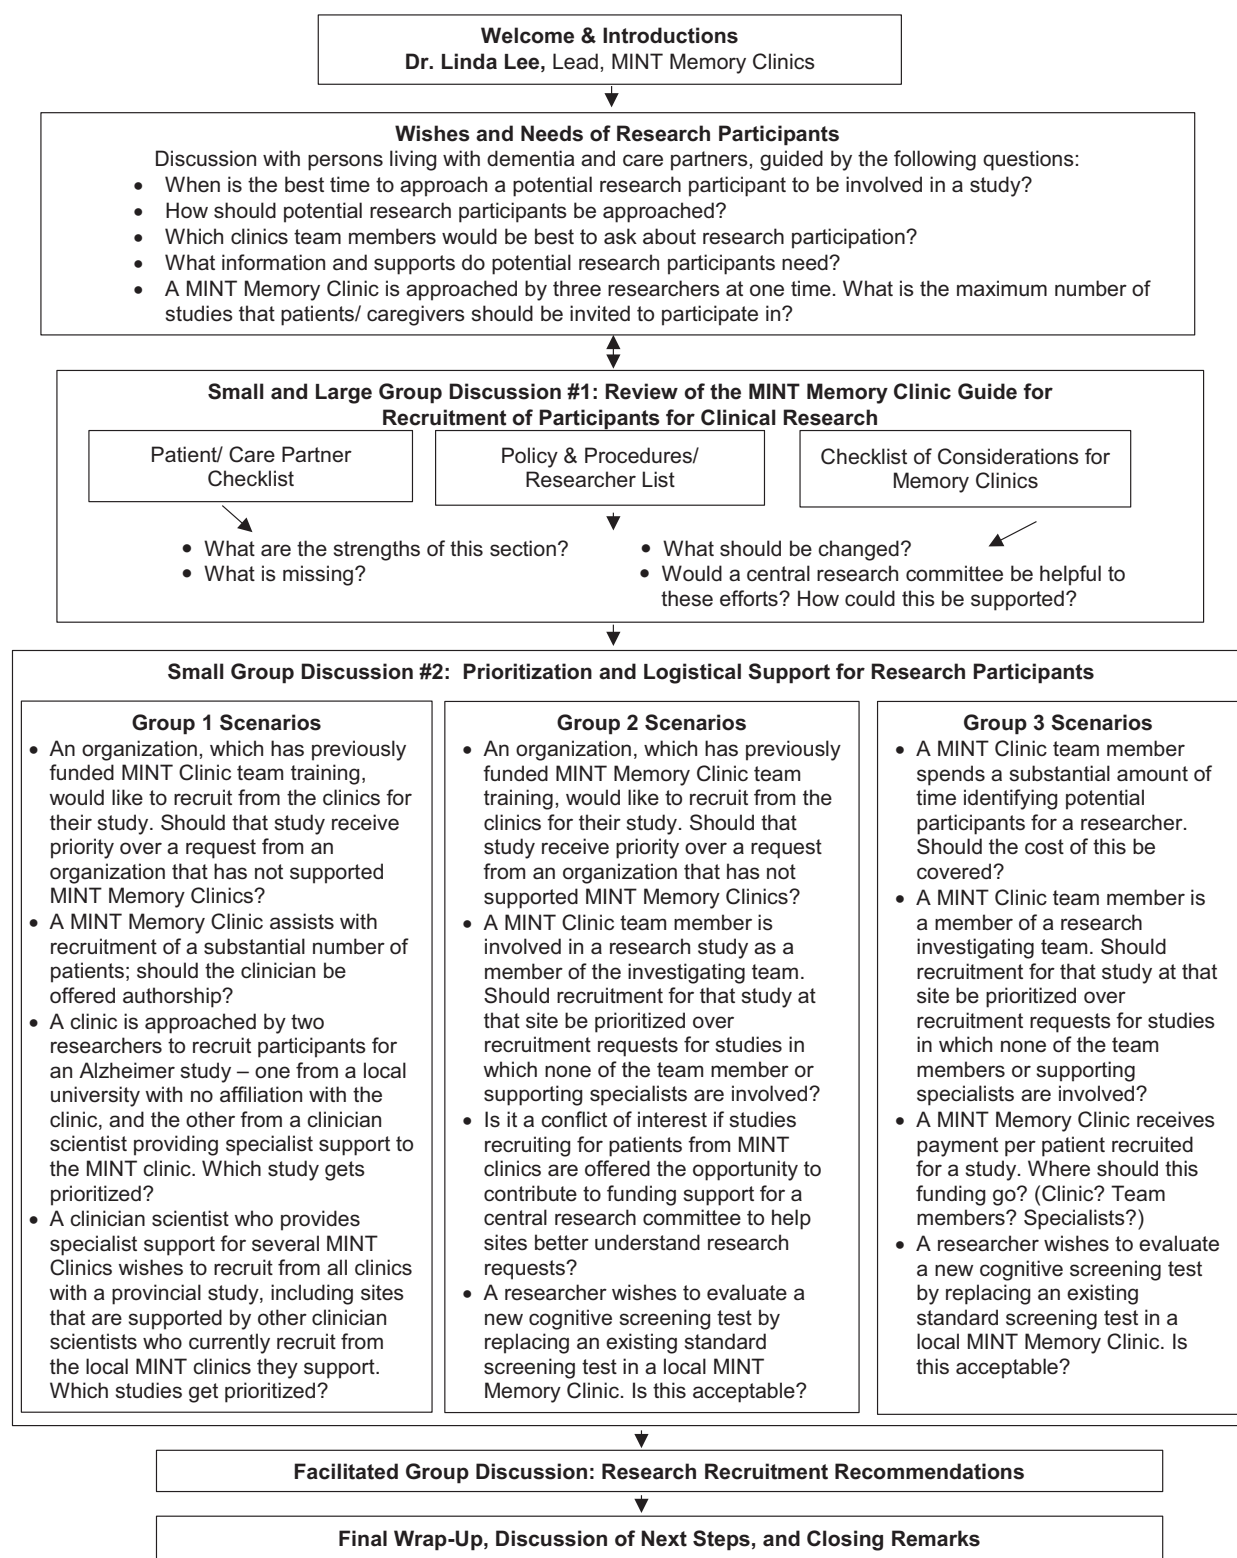 Welcome & Introductions
Dr. Linda Lee, Lead, MINT Memory Clinics
Wishes and Needs of Research Participants
Discussion with persons living with dementia and care partners, guided by the following questions:
• When is the best time to approach a potential research participant to be involved in a study?
• How should potential research participants be approached?
• Which clinics team members would be best to ask about research participation?
• What information and supports do potential research participants need?
• A MINT Memory Clinic is approached by three researchers at one time. What is the maximum number of
studies that patients/ caregivers should be invited to participate in?
Small and Large Group Discussion #1: Review of the MINT Memory Clinic Guide for
Recruitment of Participants for Clinical Research
Patient/ Care Partner
Checklist
Policy & Procedures/
Researcher List
Checklist of Considerations for
Memory Clinics
• What are the strengths of this section?
• What is missing?
• What should be changed?
• Would a central research committee be helpful to
these efforts? How could this be supported?
Small Group Discussion #2: Prioritization and Logistical Support for Research Participants
Group 1 Scenarios
• An organization, which has previously
funded MINT Clinic team training,
would like to recruit from the clinics for
their study. Should that study receive
priority over a request from an
organization that has not supported
MINT Memory Clinics?
• A MINT Memory Clinic assists with
recruitment of a substantial number of
patients; should the clinician be
offered authorship?
• A clinic is approached by two
researchers to recruit participants for
an Alzheimer study – one from a local
university with no affiliation with the
clinic, and the other from a clinician
scientist providing specialist support to
the MINT clinic. Which study gets
prioritized?
• A clinician scientist who provides
specialist support for several MINT
Clinics wishes to recruit from all clinics
with a provincial study, including sites
that are supported by other clinician
scientists who currently recruit from
the local MINT clinics they support.
Which studies get prioritized?
Group 2 Scenarios
• An organization, which has previously
funded MINT Memory Clinic team
training, would like to recruit from the
clinics for their study. Should that
study receive priority over a request
from an organization that has not
supported MINT Memory Clinics?
• A MINT Clinic team member is
involved in a research study as a
member of the investigating team.
Should recruitment for that study at
that site be prioritized over
recruitment requests for studies in
which none of the team member or
supporting specialists are involved?
• Is it a conflict of interest if studies
recruiting for patients from MINT
clinics are offered the opportunity to
contribute to funding support for a
central research committee to help
sites better understand research
requests?
• A researcher wishes to evaluate a
new cognitive screening test by
replacing an existing standard
screening test in a local MINT
Memory Clinic. Is this acceptable?
Group 3 Scenarios
• A MINT Clinic team member
spends a substantial amount of
time identifying potential
participants for a researcher.
Should the cost of this be
covered?
• A MINT Clinic team member is
a member of a research
investigating team. Should
recruitment for that study at that
site be prioritized over
recruitment requests for studies
in which none of the team
members or supporting
specialists are involved?
• A MINT Memory Clinic receives
payment per patient recruited
for a study. Where should this
funding go? (Clinic? Team
members? Specialists?)
• A researcher wishes to evaluate
a new cognitive screening test
by replacing an existing
standard screening test in a
local MINT Memory Clinic. Is
this acceptable?
Facilitated Group Discussion: Research Recruitment Recommendations
Final Wrap-Up, Discussion of Next Steps, and Closing Remarks